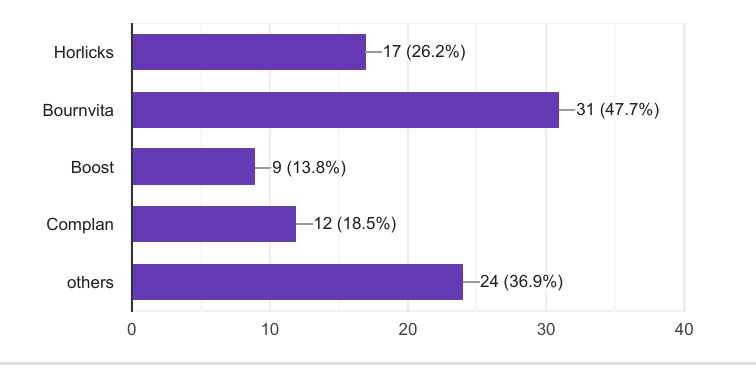 Horlicks 17 (26.2%)
Bournvita 31 (47.7%)
Boost 9 (13.8%)
Complan 12 (18.5%)
others 24 (36.9%)
0 10 20 30 40